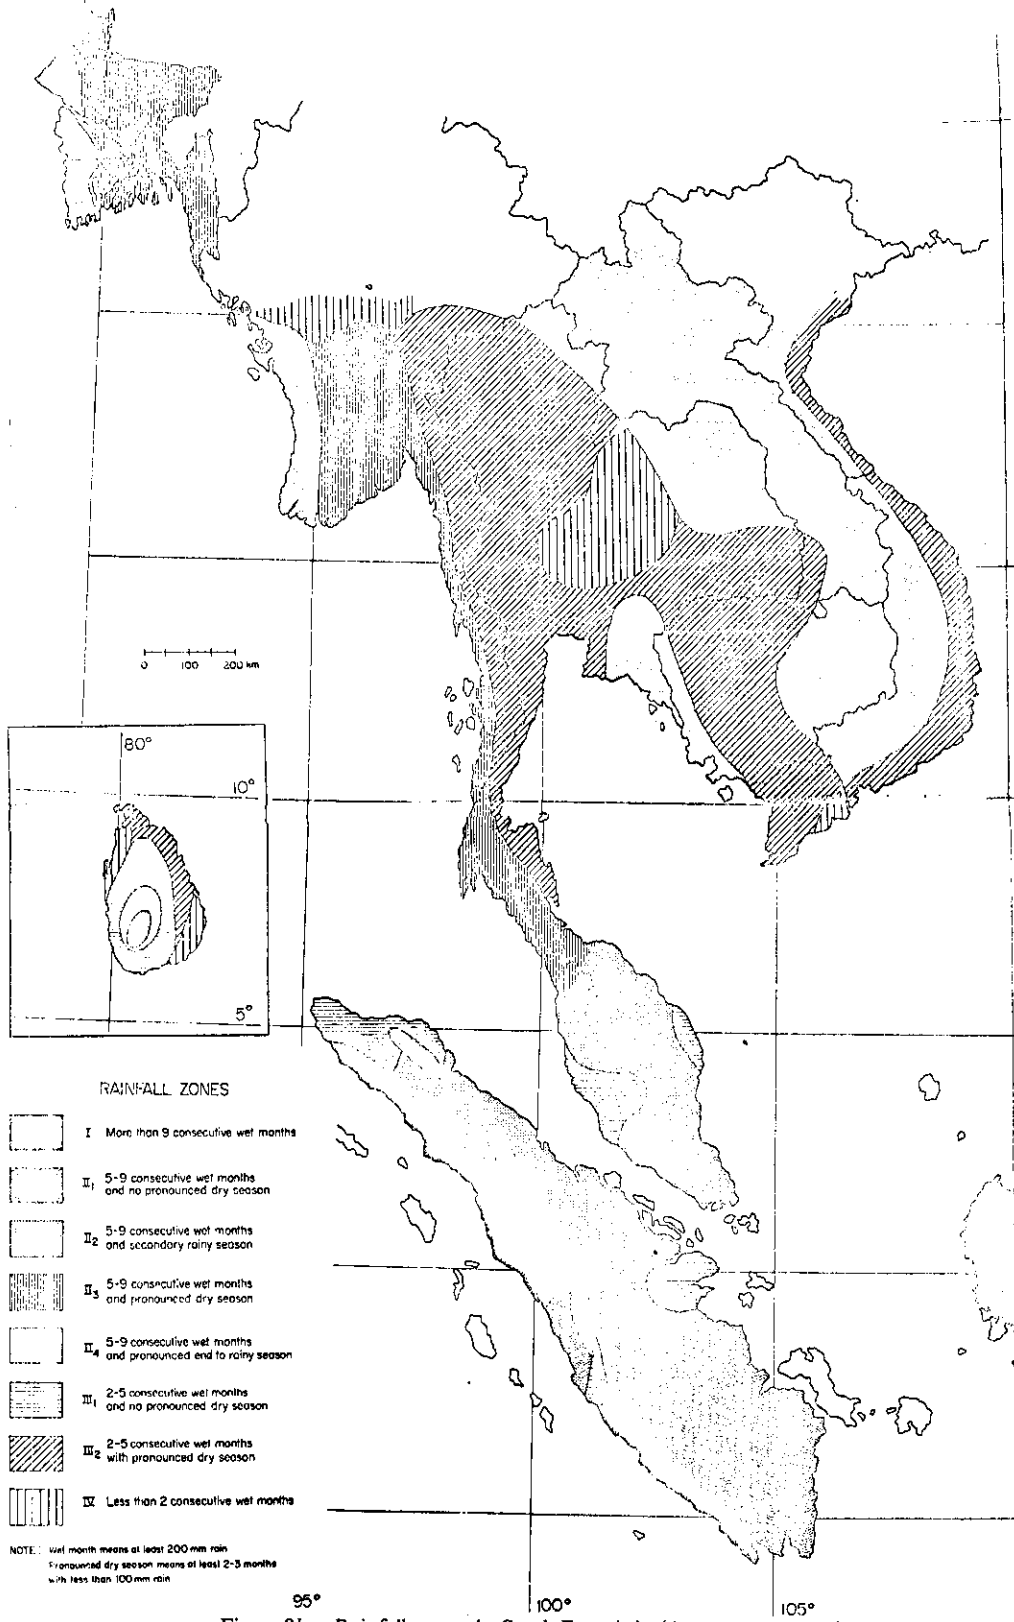 0 100 200 km
80°
10°
5°
RAINFALL ZONES
I More than 9 consecutive wet months
II₁ 5-9 consecutive wet months
and no pronounced dry season
II₂ 5-9 consecutive wet months
and secondary rainy season
II₃ 5-9 consecutive wet months
and pronounced dry season
II₄ 5-9 consecutive wet months
and pronounced end to rainy season
III₁ 2-5 consecutive wet months
and no pronounced dry season
III₂ 2-5 consecutive wet months
with pronounced dry season
IV Less than 2 consecutive wet months
NOTE: Wet month means at least 200 mm rain
Pronounced dry season means at least 2-3 months
with less than 100 mm rain
95° 100° 105°
Rainfall